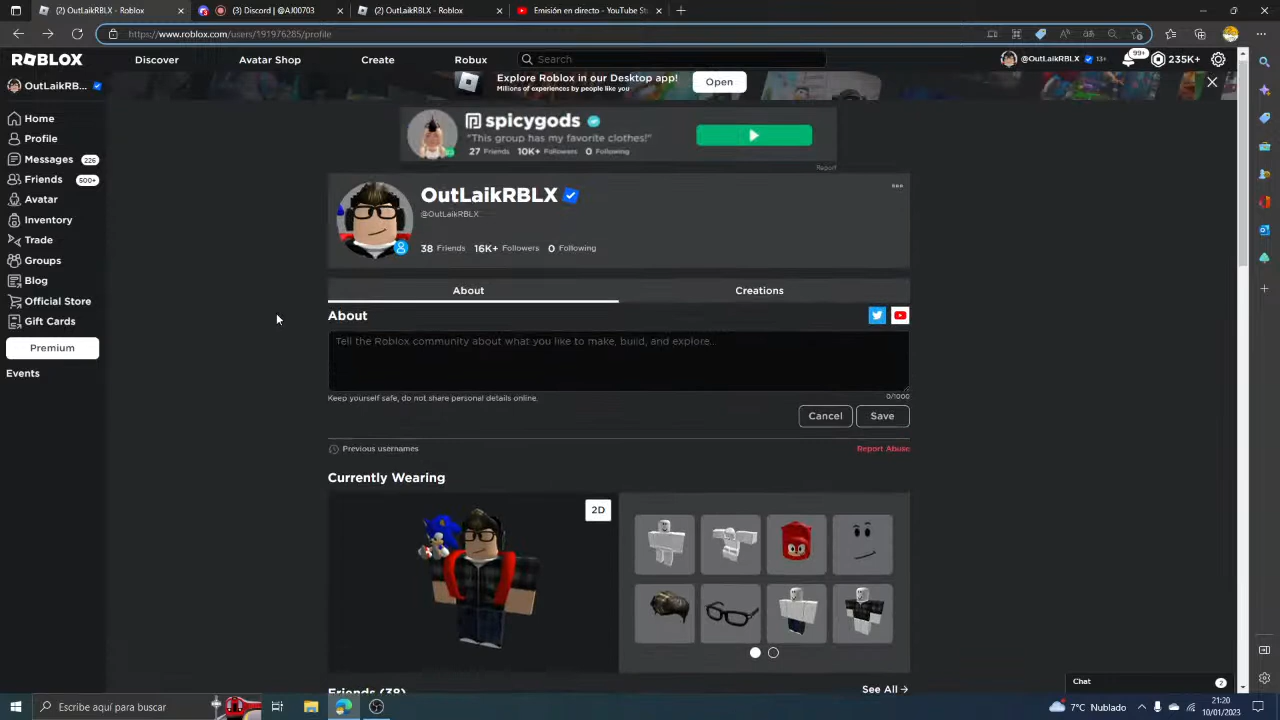 (2) OutLaikRBLX - Roblox
(3) Discord | @AJ00703
(2) OutLaikRBLX - Roblox
Emisión en directo - YouTube St
https://www.roblox.com/users/191976285/profile
ROBLOX
Discover
Avatar Shop
Create
Robux
Search
@OutLaikRBLX
13+
99+
235K+
OutLaikRB...
Explore Roblox in our Desktop app!
Millions of experiences by people like you
Open
Home
Profile
Messages 226
Friends 500+
Avatar
Inventory
Trade
Groups
Blog
Official Store
Gift Cards
Premium
Events
spicygods
"This group has my favorite clothes!"
27 Friends 10K+ Followers 0 Following
Report
OutLaikRBLX
@OutLaikRBLX
38 Friends 16K+ Followers 0 Following
About
Creations
About
Tell the Roblox community about what you like to make, build, and explore...
Keep yourself safe, do not share personal details online.
0/1000
Cancel
Save
Previous usernames
Report Abuse
Currently Wearing
2D
Friends (38)
See All
Chat
2
Escribe aquí para buscar
7°C Nublado
21:20
10/01/2023